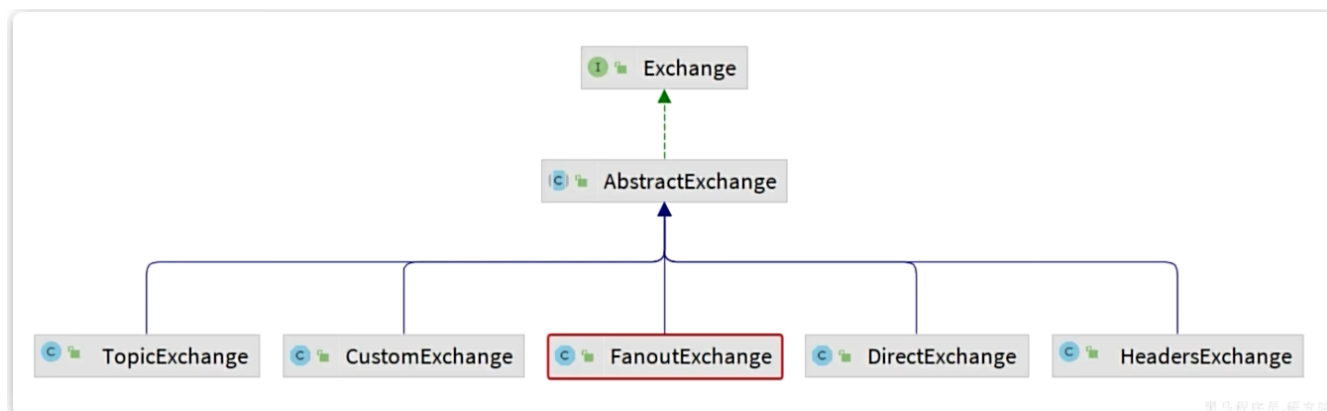 Exchange
AbstractExchange
TopicExchange
CustomExchange
FanoutExchange
DirectExchange
HeadersExchange